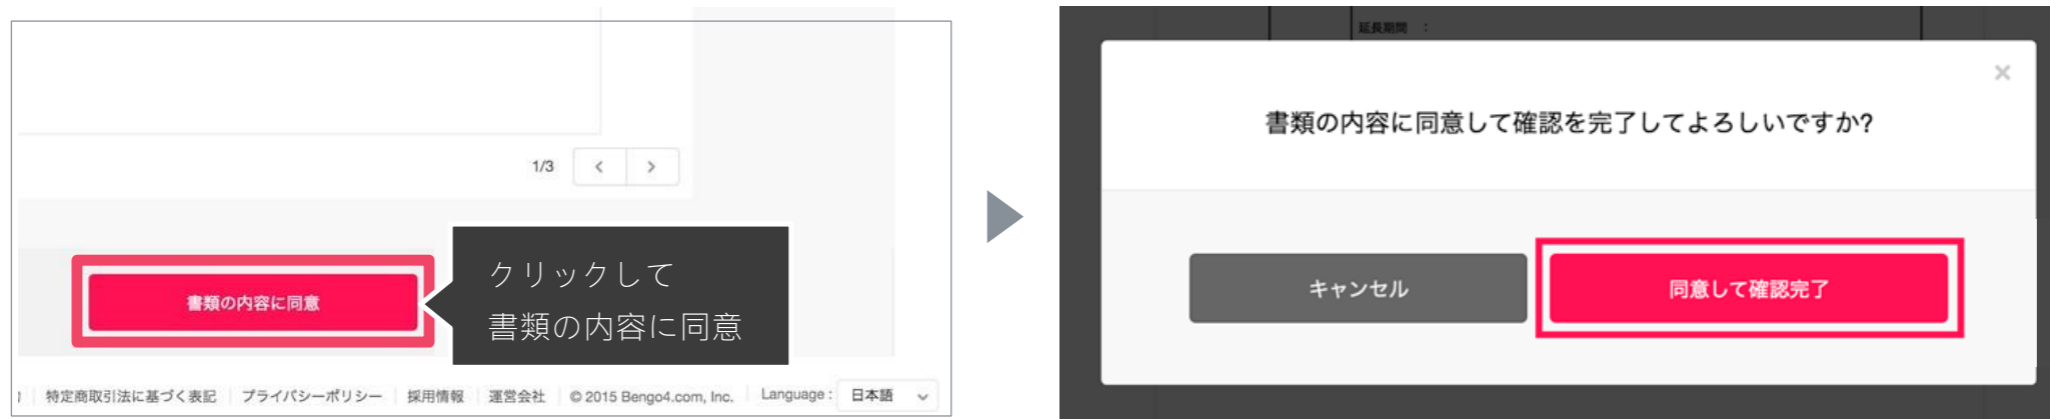 1/3
書類の内容に同意
クリックして
書類の内容に同意
特定商取引法に基づく表記 プライバシーポリシー 採用情報 運営会社 © 2015 Bengo4.com, Inc. Language : 日本語
延長期間 :
×
書類の内容に同意して確認を完了してよろしいですか?
キャンセル
同意して確認完了